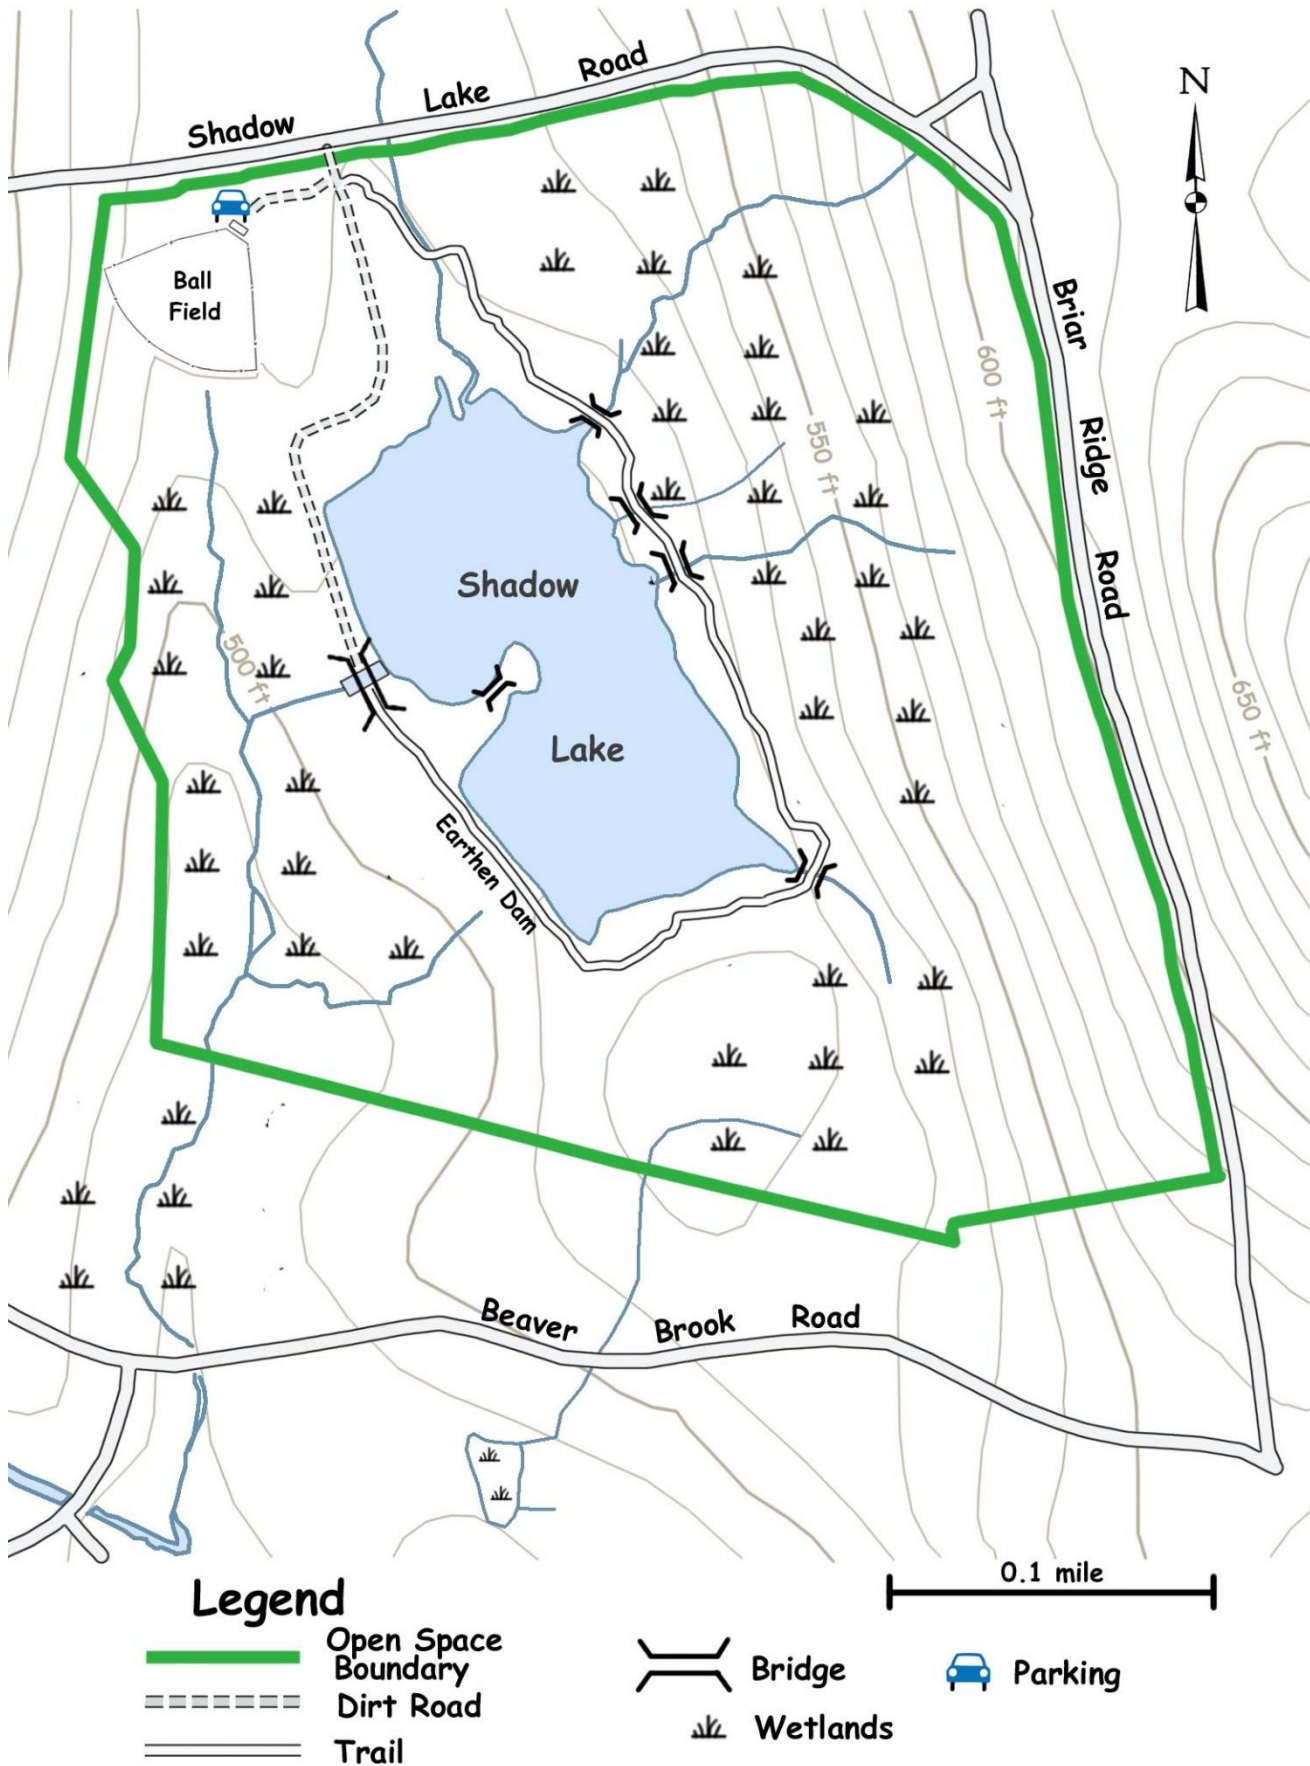 Shadow Lake Road
N
Ball
Field
Briar Ridge Road
600 ft
550 ft
500 ft
650 ft
Shadow
Lake
Earthen Dam
Beaver Brook Road
0.1 mile
Legend
Open Space
Boundary
Dirt Road
Trail
Bridge
Wetlands
Parking